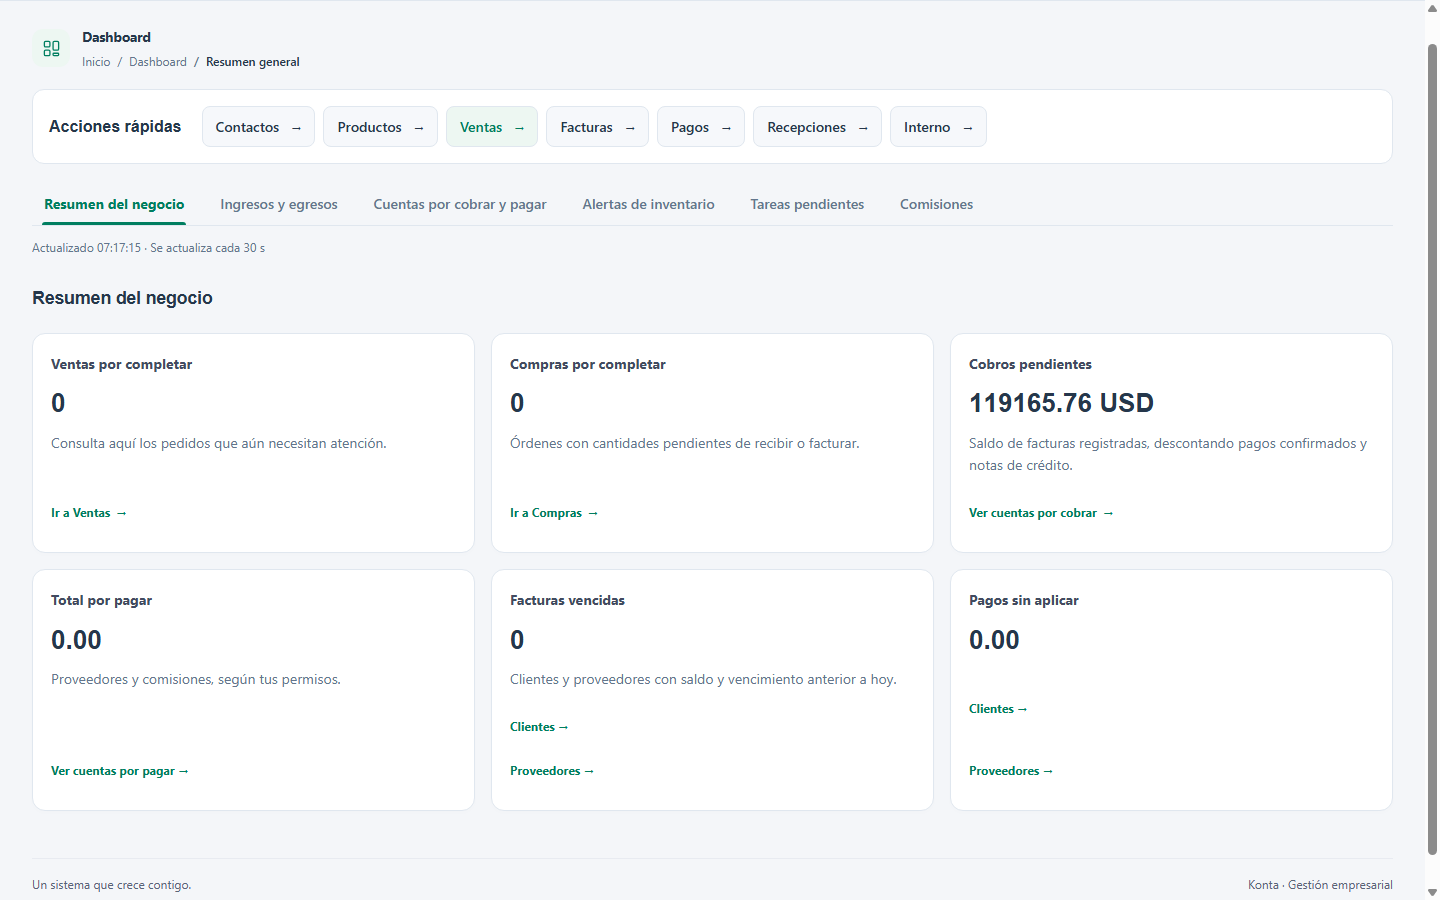 Dashboard
Inicio / Dashboard / Resumen general
Acciones rápidas
Contactos →
Productos →
Ventas →
Facturas →
Pagos →
Recepciones →
Interno →
Resumen del negocio
Ingresos y egresos
Cuentas por cobrar y pagar
Alertas de inventario
Tareas pendientes
Comisiones
Actualizado 07:17:15 · Se actualiza cada 30 s
Resumen del negocio
Ventas por completar
0
Consulta aquí los pedidos que aún necesitan atención.
Ir a Ventas →
Compras por completar
0
Órdenes con cantidades pendientes de recibir o facturar.
Ir a Compras →
Cobros pendientes
119165.76 USD
Saldo de facturas registradas, descontando pagos confirmados y
notas de crédito.
Ver cuentas por cobrar →
Total por pagar
0.00
Proveedores y comisiones, según tus permisos.
Ver cuentas por pagar →
Facturas vencidas
0
Clientes y proveedores con saldo y vencimiento anterior a hoy.
Clientes →
Proveedores →
Pagos sin aplicar
0.00
Clientes →
Proveedores →
Un sistema que crece contigo.
Konta · Gestión empresarial